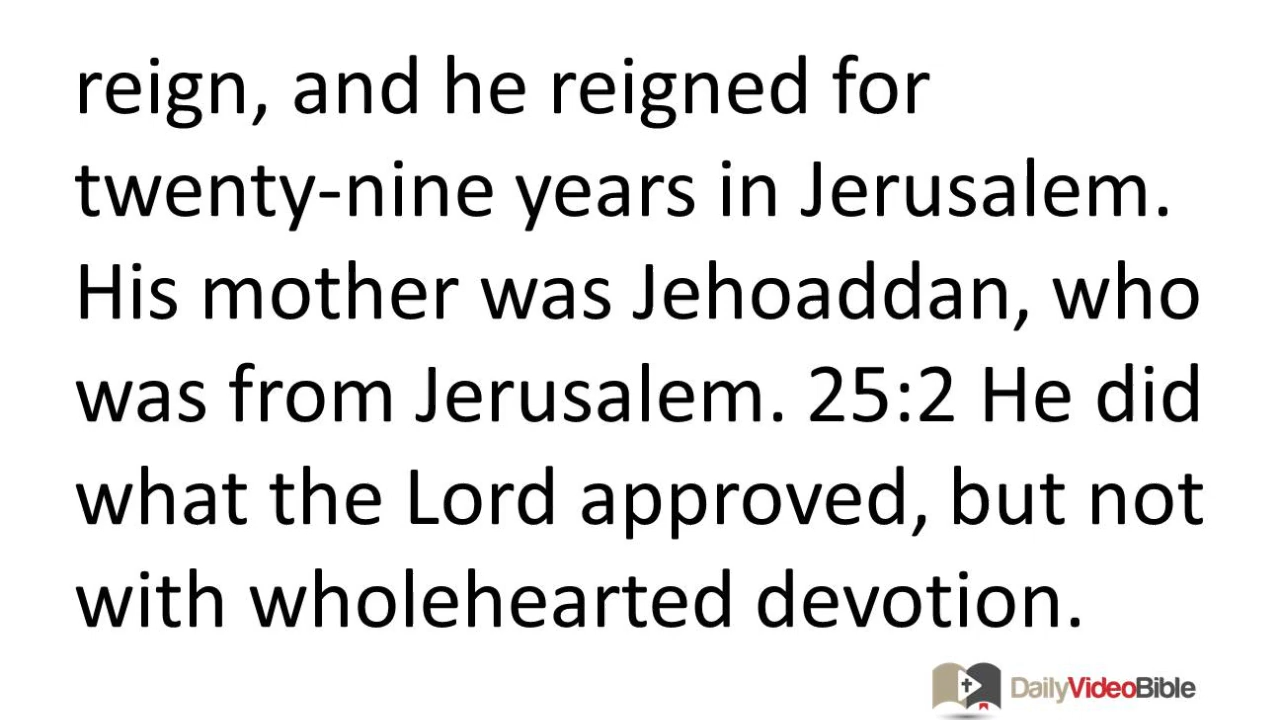 reign, and he reigned for
twenty-nine years in Jerusalem.
His mother was Jehoaddan, who
was from Jerusalem. 25:2 He did
what the Lord approved, but not
with wholehearted devotion.
DailyVideoBible